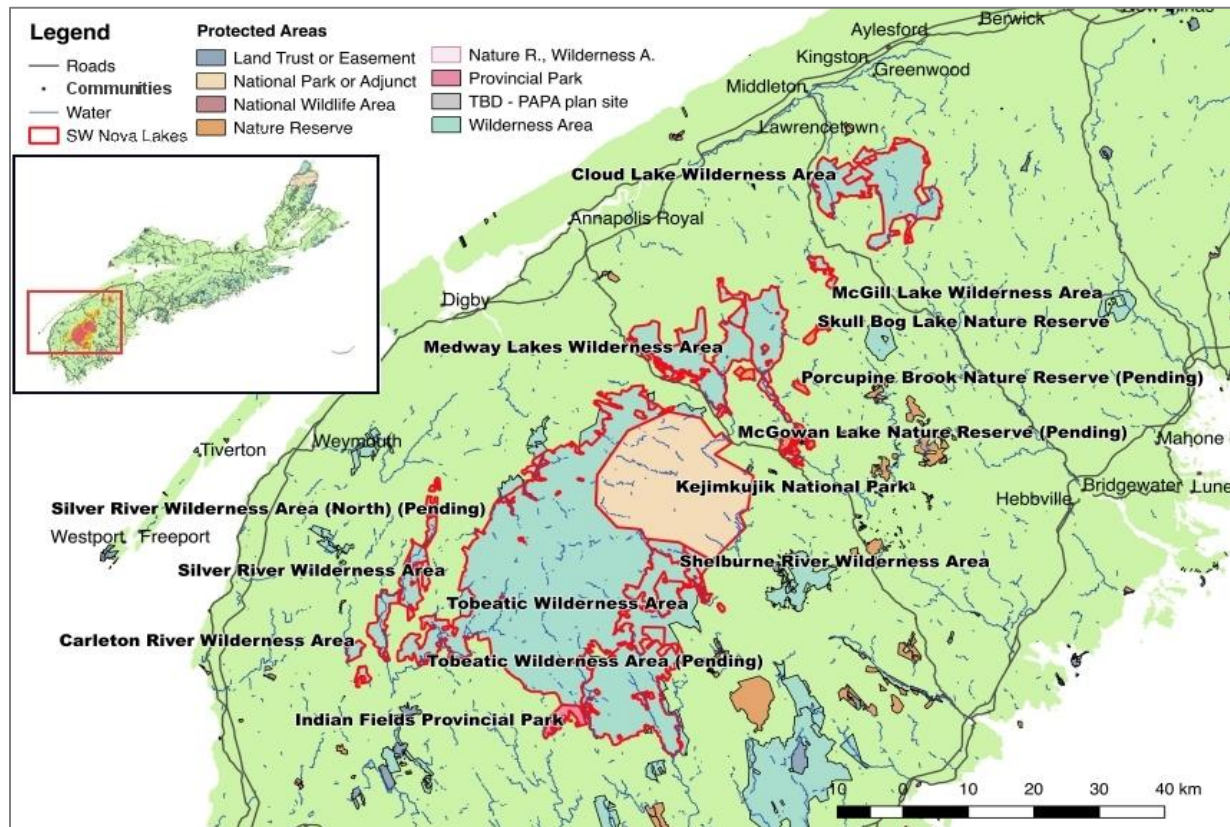 Legend
Roads
Communities
Water
SW Nova Lakes
Protected Areas
Land Trust or Easement
National Park or Adjunct
National Wildlife Area
Nature Reserve
Nature R., Wilderness A.
Provincial Park
TBD - PAPA plan site
Wilderness Area
Berwick
Aylesford
Kingston
Greenwood
Middleton
Lawrencetown
Cloud Lake Wilderness Area
Annapolis Royal
Digby
McGill Lake Wilderness Area
Skull Bog Lake Nature Reserve
Medway Lakes Wilderness Area
Porcupine Brook Nature Reserve (Pending)
McGowan Lake Nature Reserve (Pending)
Mahone
Tiverton
Weymouth
Kejimkujik National Park
Bridgewater
Lune
Hebbville
Silver River Wilderness Area (North) (Pending)
Westport
Freeport
Shelburne River Wilderness Area
Silver River Wilderness Area
Tobeatic Wilderness Area
Carleton River Wilderness Area
Tobeatic Wilderness Area (Pending)
Indian Fields Provincial Park
10 0 10 20 30 40 km